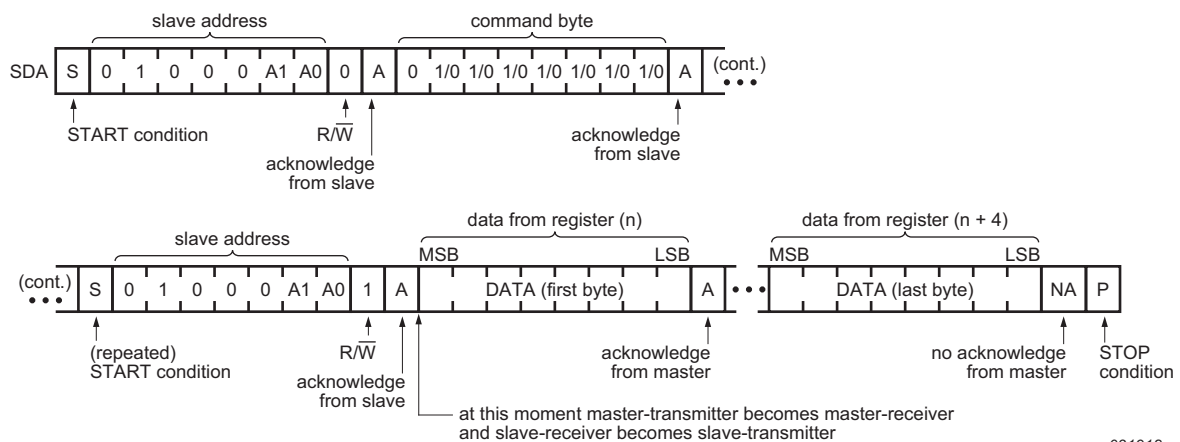 slave address command byte
SDA S 0 1 0 0 0 A1 A0 0 A 0 1/0 1/0 1/0 1/0 1/0 1/0 1/0 A (cont.)
START condition R/W acknowledge from slave acknowledge from slave
data from register (n) data from register (n + 4)
slave address
MSB LSB MSB LSB
(cont.) S 0 1 0 0 0 A1 A0 1 A DATA (first byte) A DATA (last byte) NA P
(repeated) START condition R/W acknowledge from slave acknowledge from master no acknowledge from master STOP condition
at this moment master-transmitter becomes master-receiver
and slave-receiver becomes slave-transmitter